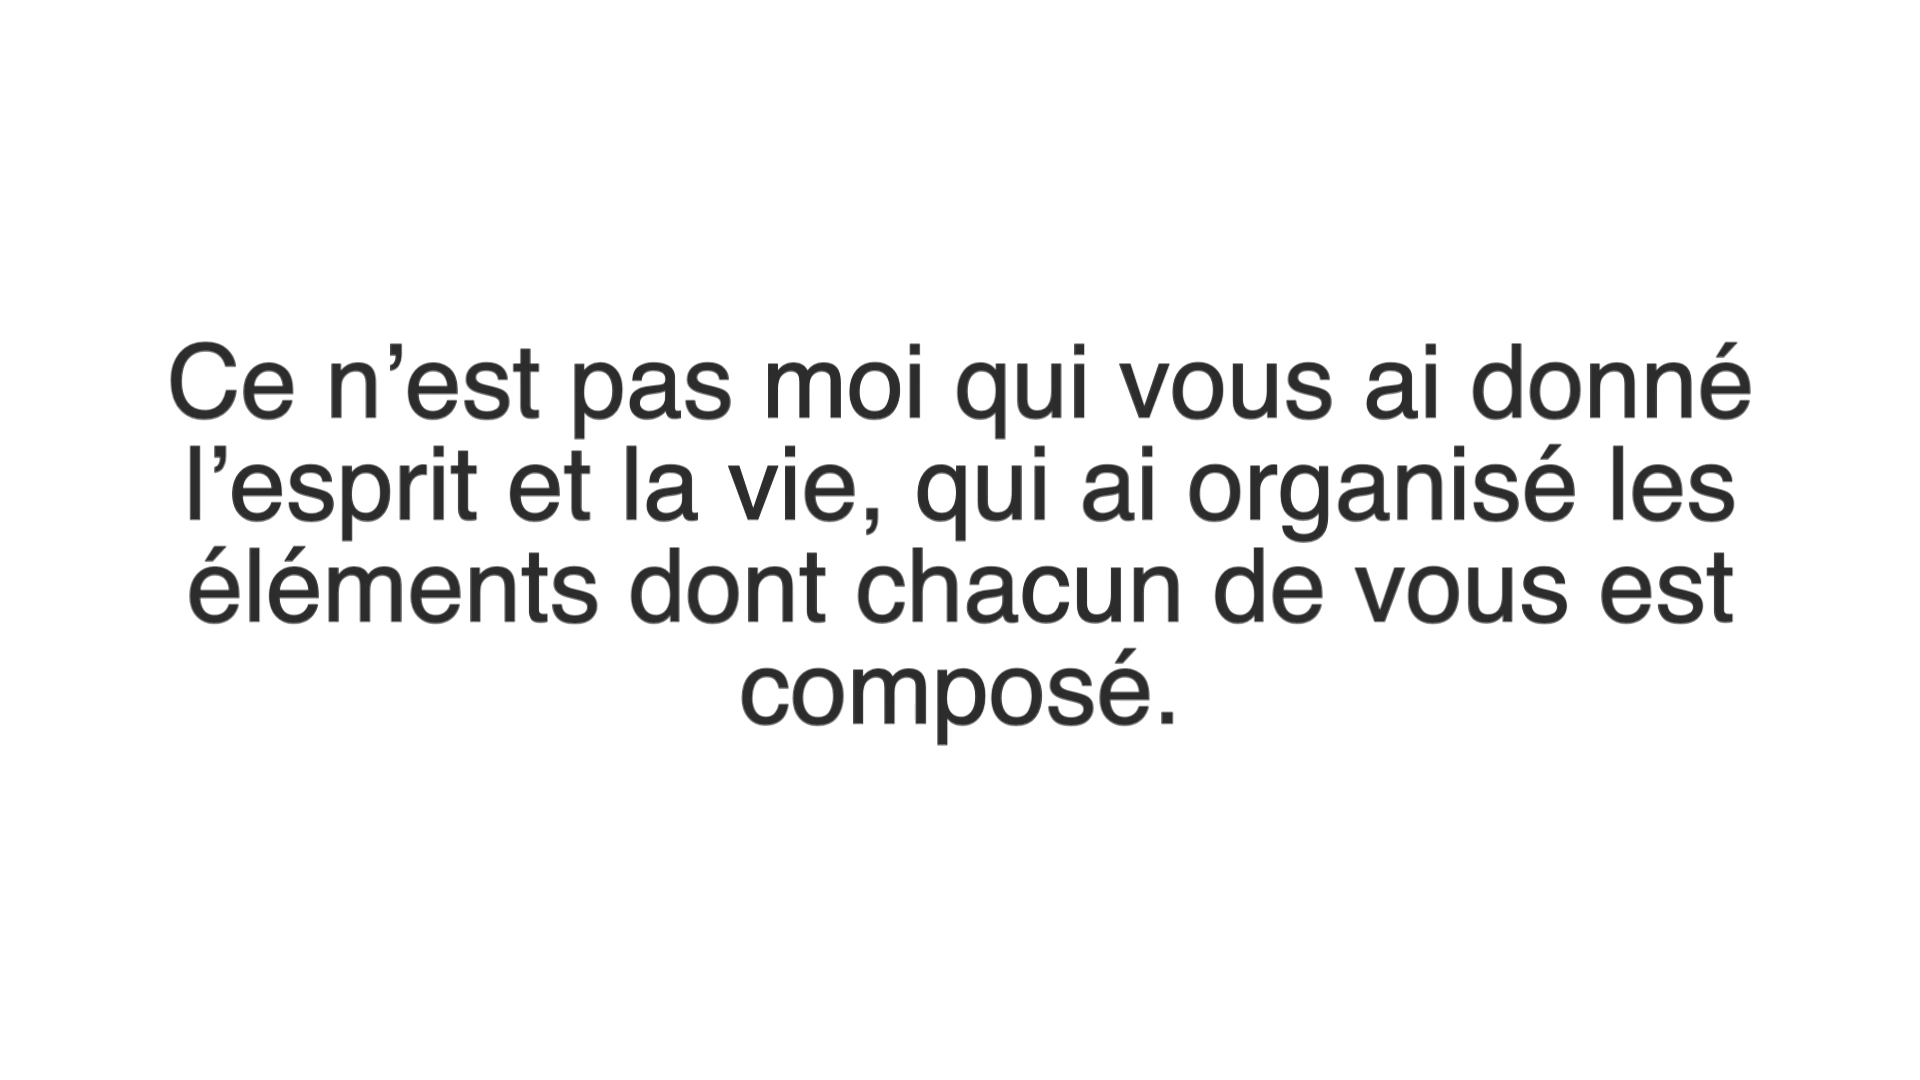 Ce n’est pas moi qui vous ai donné
l’esprit et la vie, qui ai organisé les
éléments dont chacun de vous est
composé.